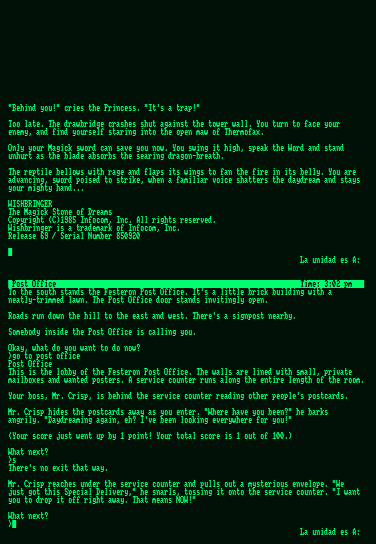 "Behind you!" cries the Princess. "It's a trap!"
Too late. The drawbridge crashes shut against the tower wall. You turn to face your
enemy, and find yourself staring into the open maw of Thermofax.
Only your Magick sword can save you now. You swing it high, speak the Word and stand
unhurt as the blade absorbs the searing dragon-breath.
The reptile bellows with rage and flaps its wings to fan the fire in its belly. You are
advancing, sword poised to strike, when a familiar voice shatters the daydream and stays
your mighty hand...
WISHBRINGER
The Magick Stone of Dreams
Copyright (C)1985 Infocom, Inc. All rights reserved.
Wishbringer is a trademark of Infocom, Inc.
Release 69 / Serial Number 850920
La unidad es A:
Post Office Time: 3:02 pm
To the south stands the Festeron Post Office. It's a little brick building with a
neatly-trimmed lawn. The Post Office door stands invitingly open.
Roads run down the hill to the east and west. There's a signpost nearby.
Somebody inside the Post Office is calling you.
Okay, what do you want to do now?
>go to post office
Post Office
This is the lobby of the Festeron Post Office. The walls are lined with small, private
mailboxes and wanted posters. A service counter runs along the entire length of the room.
Your boss, Mr. Crisp, is behind the service counter reading other people's postcards.
Mr. Crisp hides the postcards away as you enter. "Where have you been?" he barks
angrily. "Daydreaming again, eh? I've been looking everywhere for you!"
(Your score just went up by 1 point! Your total score is 1 out of 100.)
What next?
>s
There's no exit that way.
Mr. Crisp reaches under the service counter and pulls out a mysterious envelope. "We
just got this Special Delivery," he snarls, tossing it onto the service counter. "I want
you to drop it off right away. That means NOW!"
What next?
>
La unidad es A: